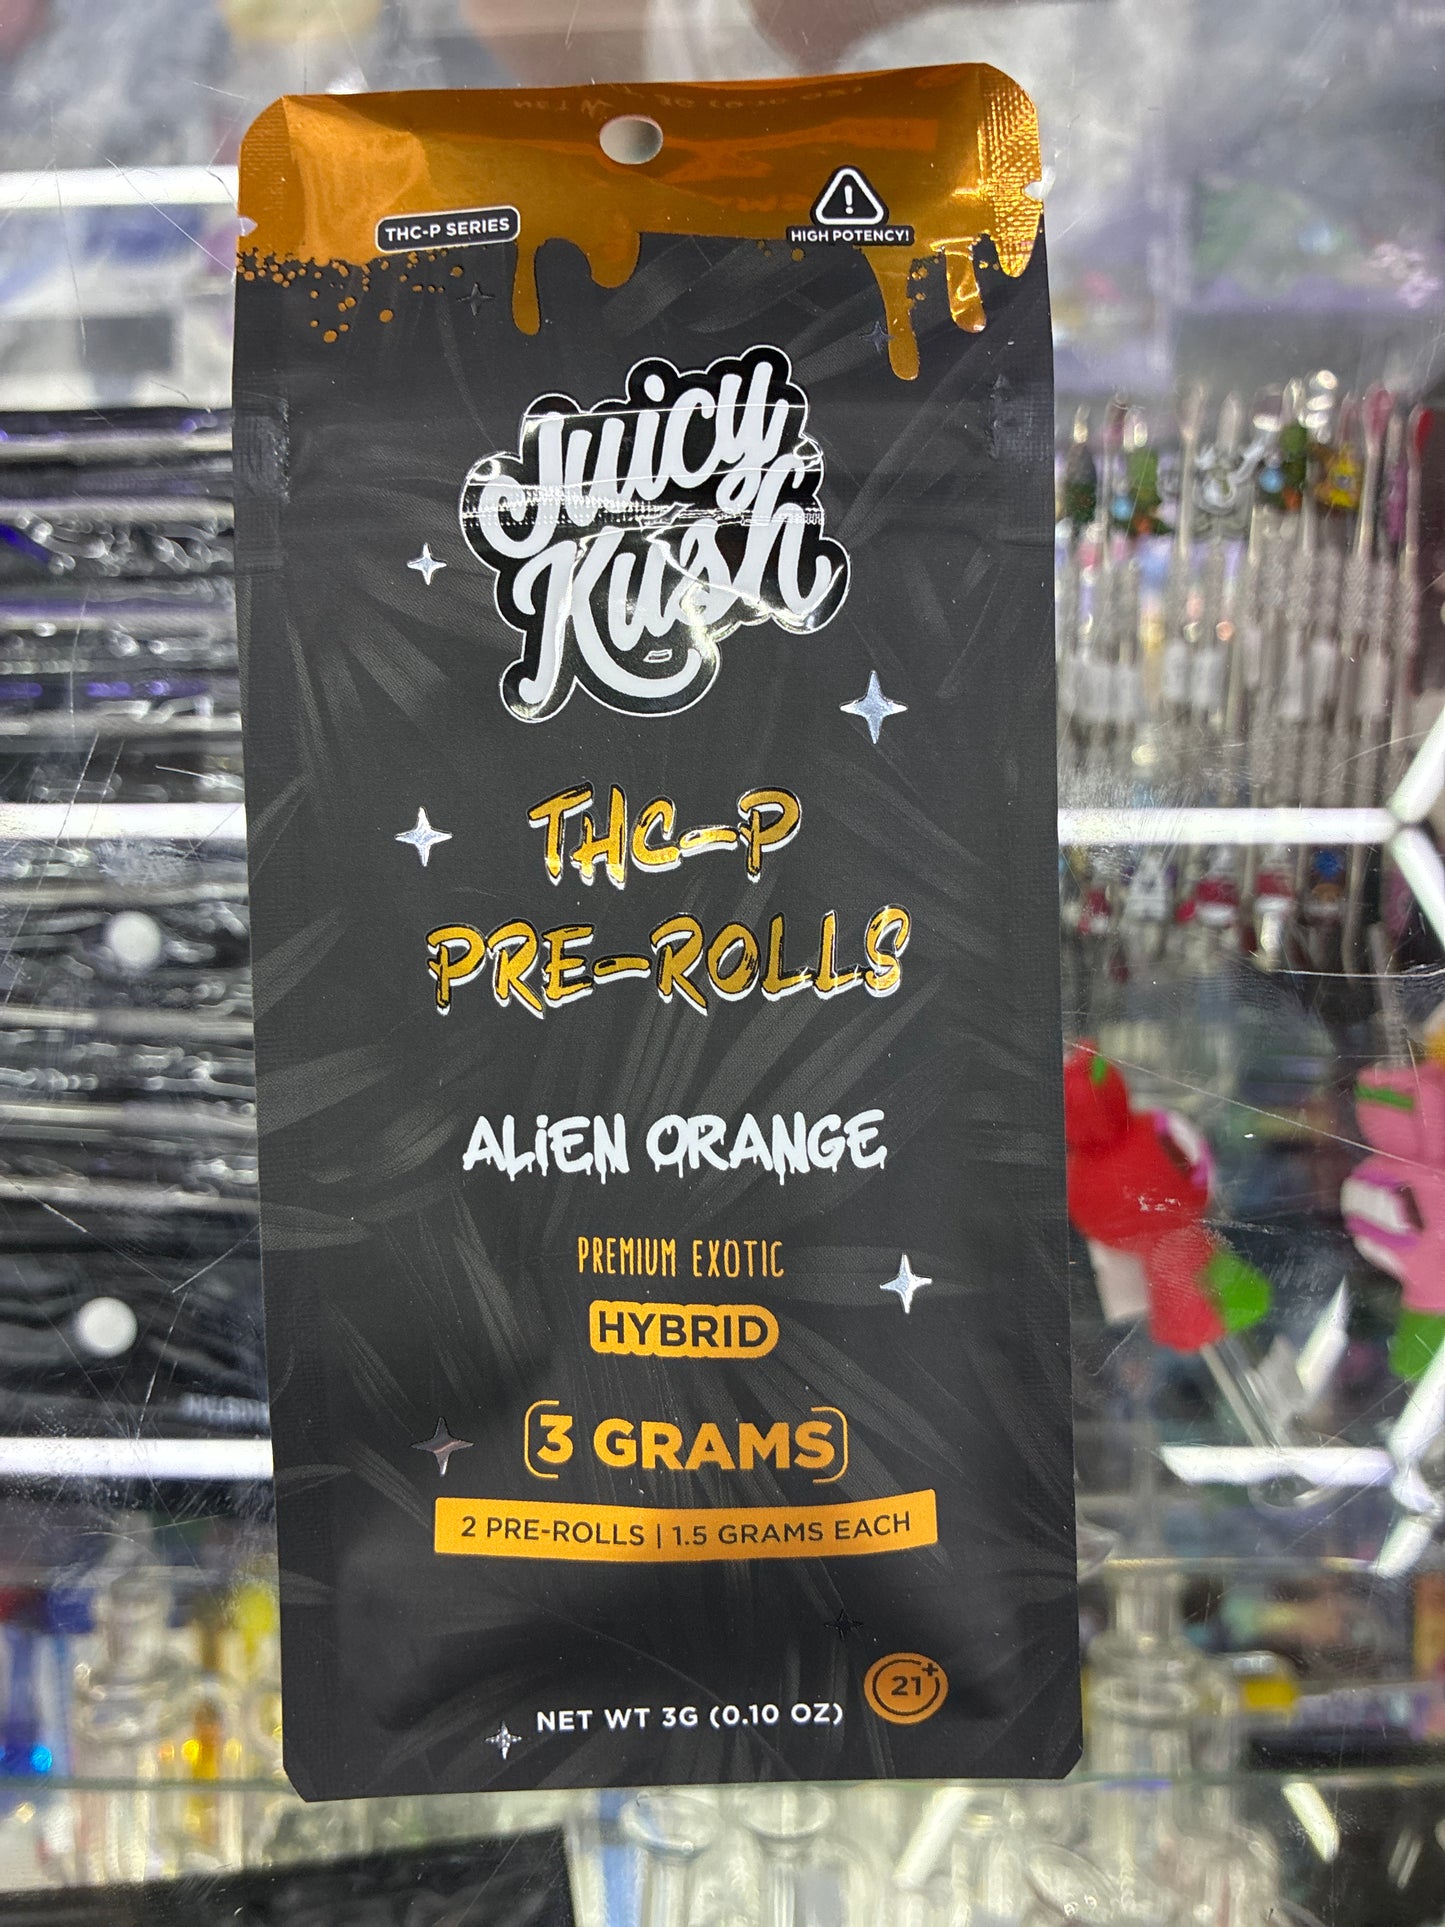 THC-P SERIES
HIGH POTENCY!
Juicy
Kush
THC-P
PRE-ROLLS
ALiEN ORANGE
PREMIUM EXOTIC
HYBRID
3 GRAMS
2 PRE-ROLLS | 1.5 GRAMS EACH
21+
NET WT 3G (0.10 OZ)